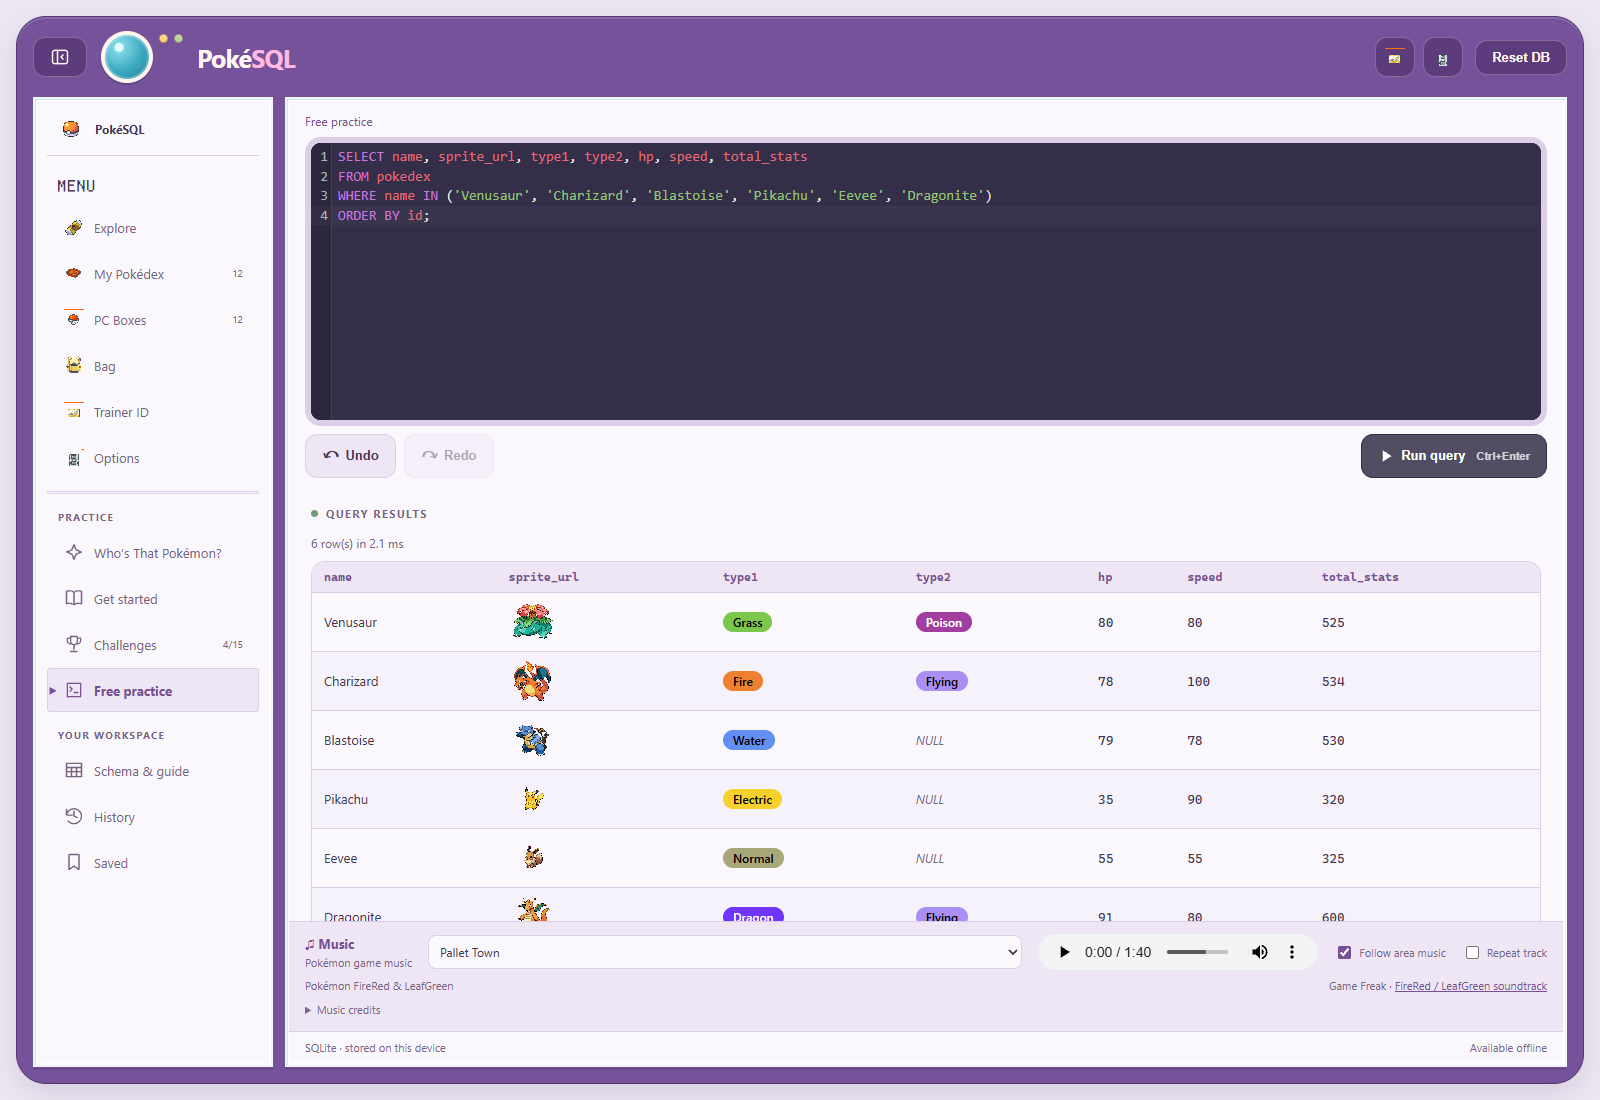 PokéSQL
Reset DB
PokéSQL
MENU
Explore
My Pokédex 12
PC Boxes 12
Bag
Trainer ID
Options
PRACTICE
Who's That Pokémon?
Get started
Challenges 4/15
Free practice
YOUR WORKSPACE
Schema & guide
History
Saved
Free practice
1 SELECT name, sprite_url, type1, type2, hp, speed, total_stats
2 FROM pokedex
3 WHERE name IN ('Venusaur', 'Charizard', 'Blastoise', 'Pikachu', 'Eevee', 'Dragonite')
4 ORDER BY id;
Undo Redo Run query Ctrl+Enter
QUERY RESULTS
6 row(s) in 2.1 ms
name sprite_url type1 type2 hp speed total_stats
Venusaur Grass Poison 80 80 525
Charizard Fire Flying 78 100 534
Blastoise Water NULL 79 78 530
Pikachu Electric NULL 35 90 320
Eevee Normal NULL 55 55 325
Dragonite Dragon Flying 91 80 600
♫ Music
Pokémon game music
Pallet Town
0:00 / 1:40
Follow area music
Repeat track
Pokémon FireRed & LeafGreen
Game Freak · FireRed / LeafGreen soundtrack
Music credits
SQLite · stored on this device
Available offline